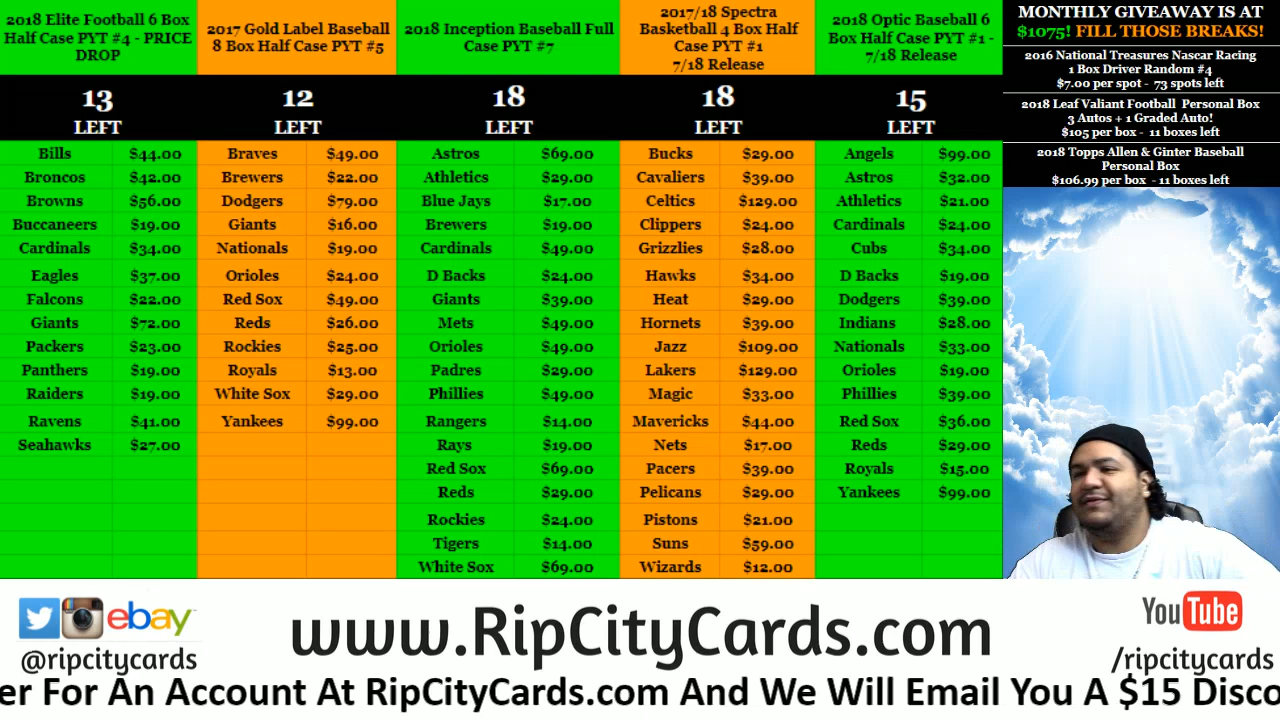 2018 Elite Football 6 Box
Half Case PYT #4 - PRICE
DROP
13
LEFT
Bills $44.00
Broncos $42.00
Browns $56.00
Buccaneers $19.00
Cardinals $34.00
Eagles $37.00
Falcons $22.00
Giants $72.00
Packers $23.00
Panthers $19.00
Raiders $19.00
Ravens $41.00
Seahawks $27.00
2017 Gold Label Baseball
8 Box Half Case PYT #5
12
LEFT
Braves $49.00
Brewers $22.00
Dodgers $79.00
Giants $16.00
Nationals $19.00
Orioles $24.00
Red Sox $49.00
Reds $26.00
Rockies $25.00
Royals $13.00
White Sox $29.00
Yankees $99.00
2018 Inception Baseball Full
Case PYT #7
18
LEFT
Astros $69.00
Athletics $29.00
Blue Jays $17.00
Brewers $19.00
Cardinals $49.00
D Backs $24.00
Giants $39.00
Mets $49.00
Orioles $49.00
Padres $29.00
Phillies $49.00
Rangers $14.00
Rays $19.00
Red Sox $69.00
Reds $29.00
Rockies $24.00
Tigers $14.00
White Sox $69.00
2017/18 Spectra
Basketball 4 Box Half
Case PYT #1
7/18 Release
18
LEFT
Bucks $29.00
Cavaliers $39.00
Celtics $129.00
Clippers $24.00
Grizzlies $28.00
Hawks $34.00
Heat $29.00
Hornets $39.00
Jazz $109.00
Lakers $129.00
Magic $33.00
Mavericks $44.00
Nets $17.00
Pacers $39.00
Pelicans $29.00
Pistons $21.00
Suns $59.00
Wizards $12.00
2018 Optic Baseball 6
Box Half Case PYT #1 -
7/18 Release
15
LEFT
Angels $99.00
Astros $32.00
Athletics $21.00
Cardinals $24.00
Cubs $34.00
D Backs $19.00
Dodgers $39.00
Indians $28.00
Nationals $33.00
Orioles $19.00
Phillies $39.00
Red Sox $36.00
Reds $29.00
Royals $15.00
Yankees $99.00
MONTHLY GIVEAWAY IS AT
$1075! FILL THOSE BREAKS!
2016 National Treasures Nascar Racing
1 Box Driver Random #4
$7.00 per spot - 73 spots left
2018 Leaf Valiant Football Personal Box
3 Autos + 1 Graded Auto!
$105 per box - 11 boxes left
2018 Topps Allen & Ginter Baseball
Personal Box
$106.99 per box - 11 boxes left
ebay
@ripcitycards
www.RipCityCards.com
YouTube
/ripcitycards
er For An Account At RipCityCards.com And We Will Email You A $15 Disco